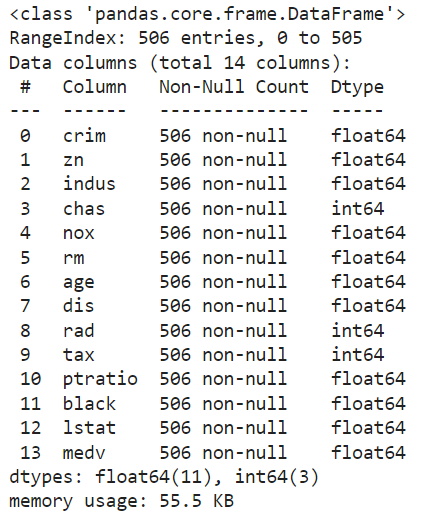 <class 'pandas.core.frame.DataFrame'>
RangeIndex: 506 entries, 0 to 505
Data columns (total 14 columns):
 #   Column   Non-Null Count  Dtype
---  ------   --------------  -----
 0   crim     506 non-null    float64
 1   zn       506 non-null    float64
 2   indus    506 non-null    float64
 3   chas     506 non-null    int64
 4   nox      506 non-null    float64
 5   rm       506 non-null    float64
 6   age      506 non-null    float64
 7   dis      506 non-null    float64
 8   rad      506 non-null    int64
 9   tax      506 non-null    int64
 10  ptratio  506 non-null    float64
 11  black    506 non-null    float64
 12  lstat    506 non-null    float64
 13  medv     506 non-null    float64
dtypes: float64(11), int64(3)
memory usage: 55.5 KB